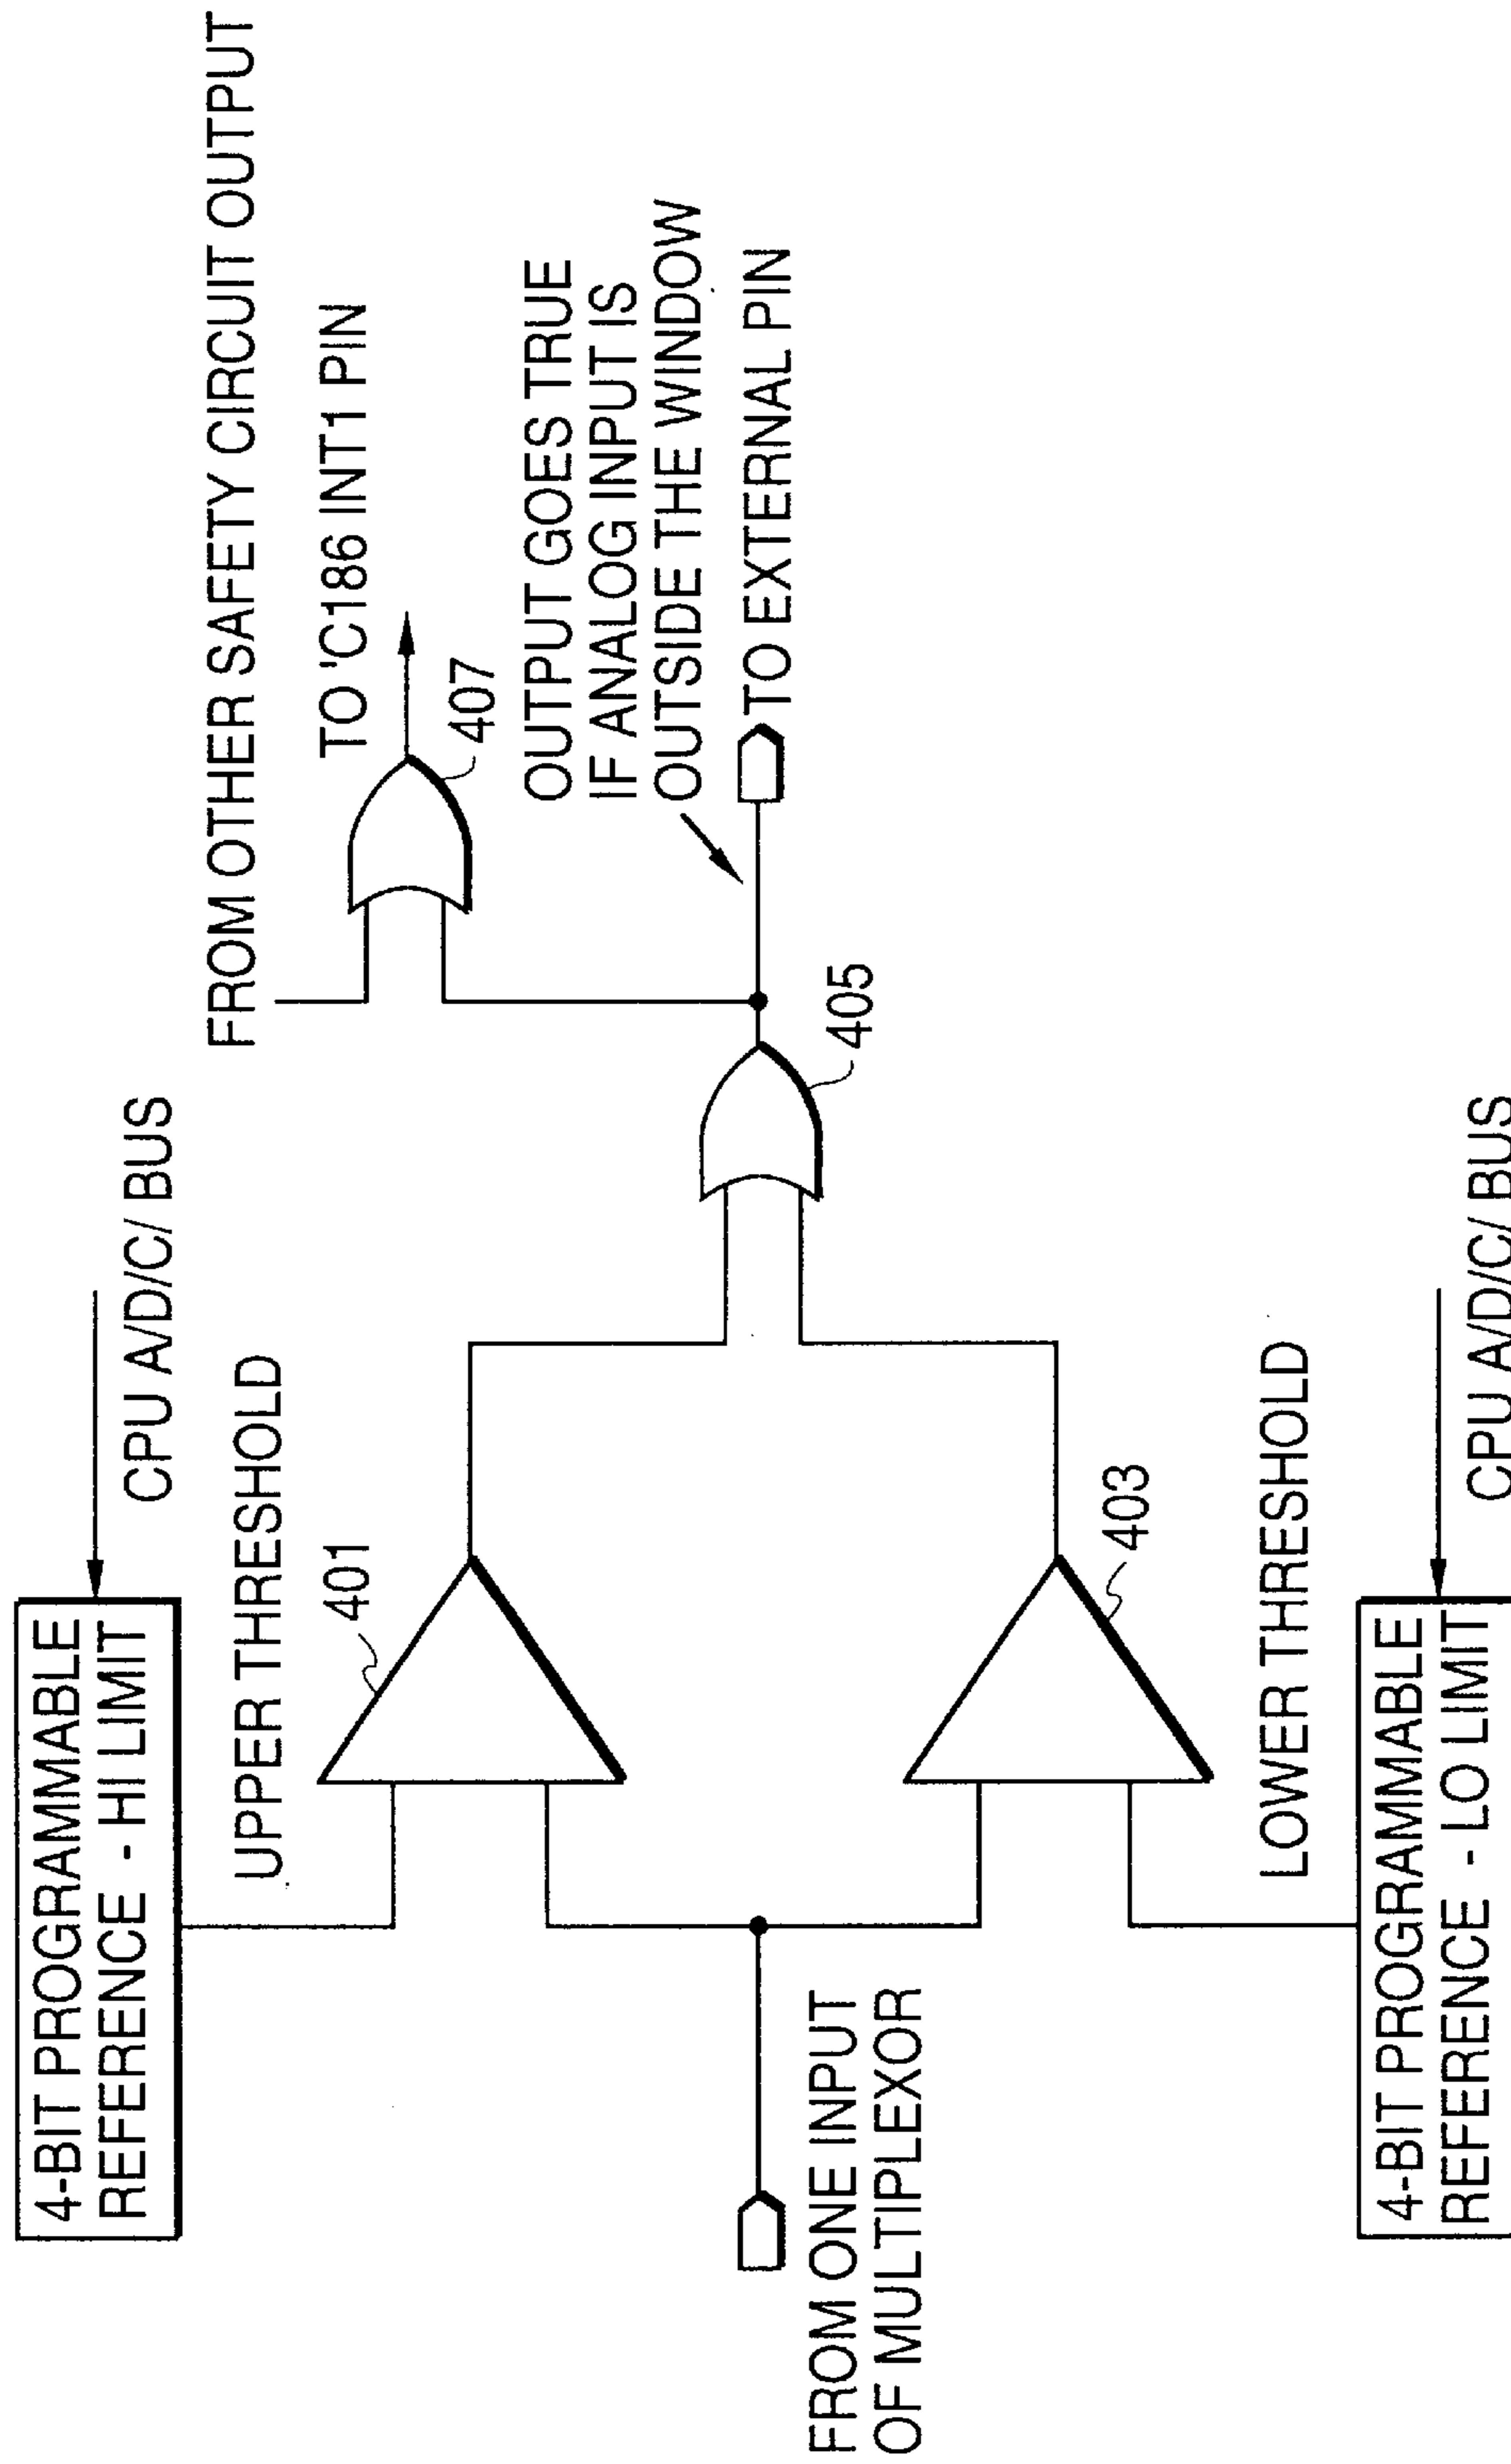 4-BIT PROGRAMMABLE
REFERENCE - HI LIMIT
CPU A/D/C/ BUS
UPPER THRESHOLD
401
FROM OTHER SAFETY CIRCUIT OUTPUT
TO 'C186 INT1 PIN
407
OUTPUT GOES TRUE
IF ANALOG INPUT IS
OUTSIDE THE WINDOW
TO EXTERNAL PIN
405
FROM ONE INPUT
OF MULTIPLEXOR
403
LOWER THRESHOLD
4-BIT PROGRAMMABLE
REFERENCE - LO LIMIT
CPU A/D/C/ BUS